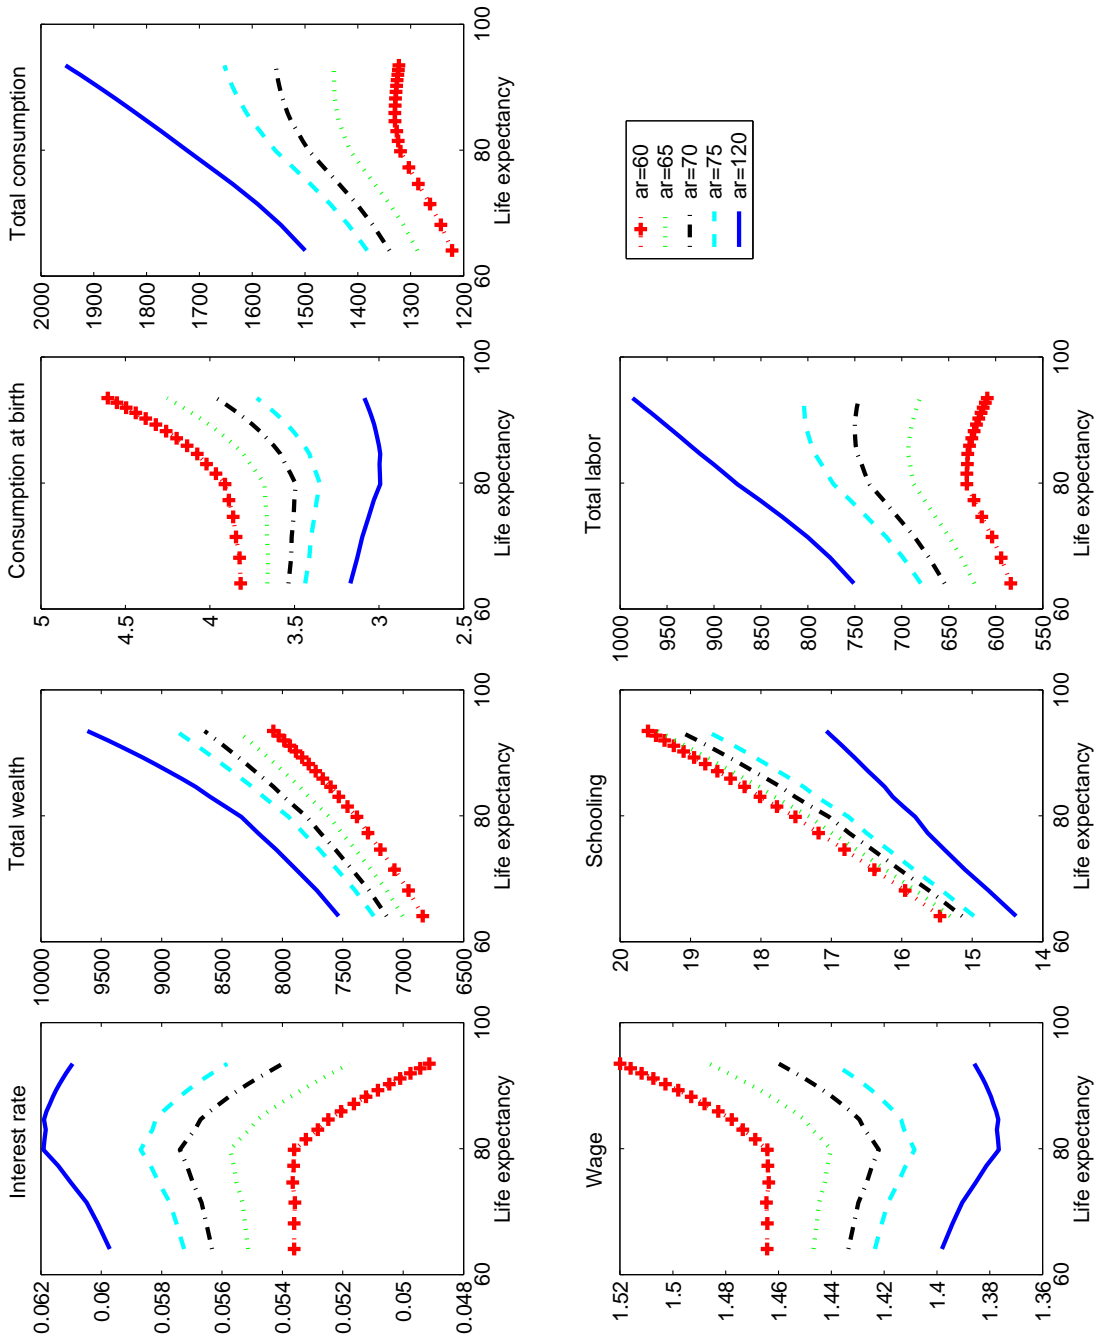 Interest rate
0.062
0.06
0.058
0.056
0.054
0.052
0.05
0.048
60 80 100
Life expectancy
Total wealth
10000
9500
9000
8500
8000
7500
7000
6500
60 80 100
Life expectancy
Consumption at birth
5
4.5
4
3.5
3
2.5
60 80 100
Life expectancy
Total consumption
2000
1900
1800
1700
1600
1500
1400
1300
1200
60 80 100
Life expectancy
Wage
1.52
1.5
1.48
1.46
1.44
1.42
1.4
1.38
1.36
60 80 100
Life expectancy
Schooling
20
19
18
17
16
15
14
60 80 100
Life expectancy
Total labor
1000
950
900
850
800
750
700
650
600
550
60 80 100
Life expectancy
ar=60
ar=65
ar=70
ar=75
ar=120